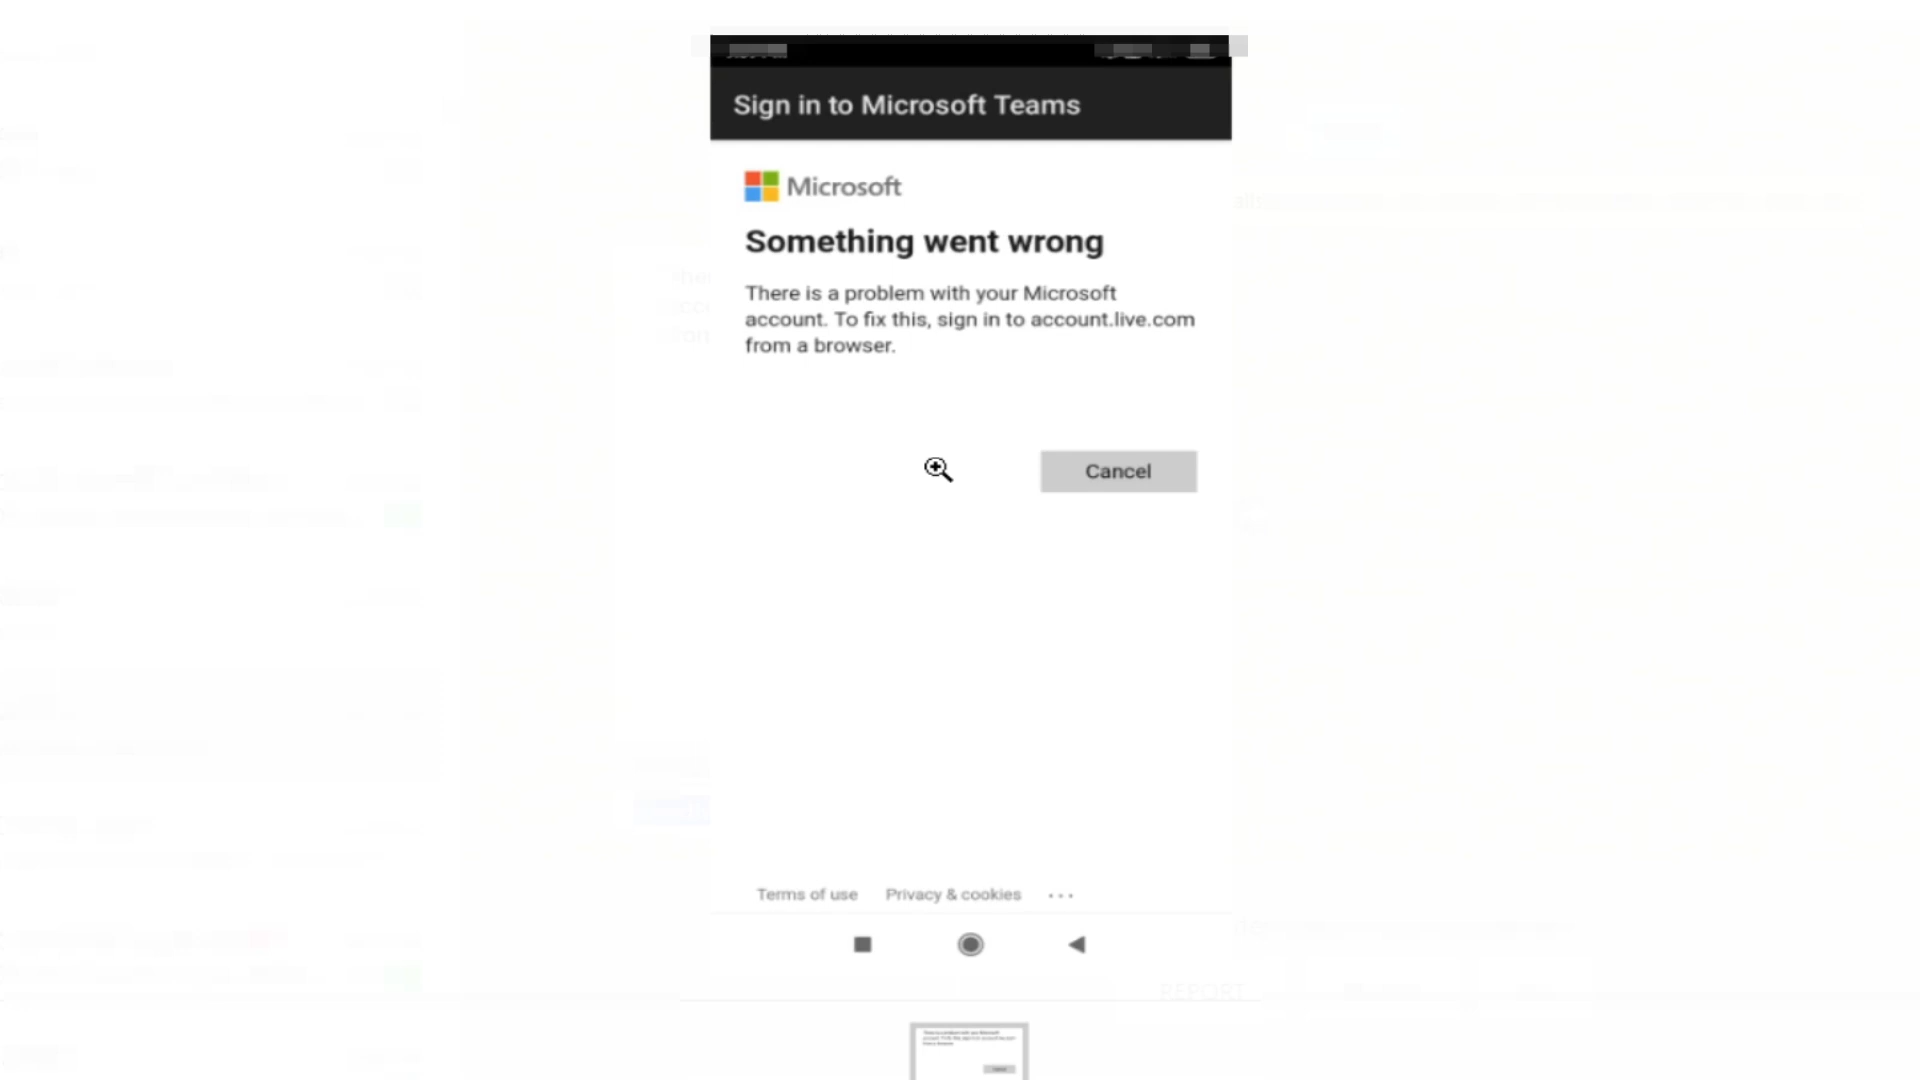 Sign in to Microsoft Teams
Microsoft
Something went wrong
There is a problem with your Microsoft
account. To fix this, sign in to account.live.com
from a browser.
Cancel
Terms of use Privacy & cookies ...
REPORT